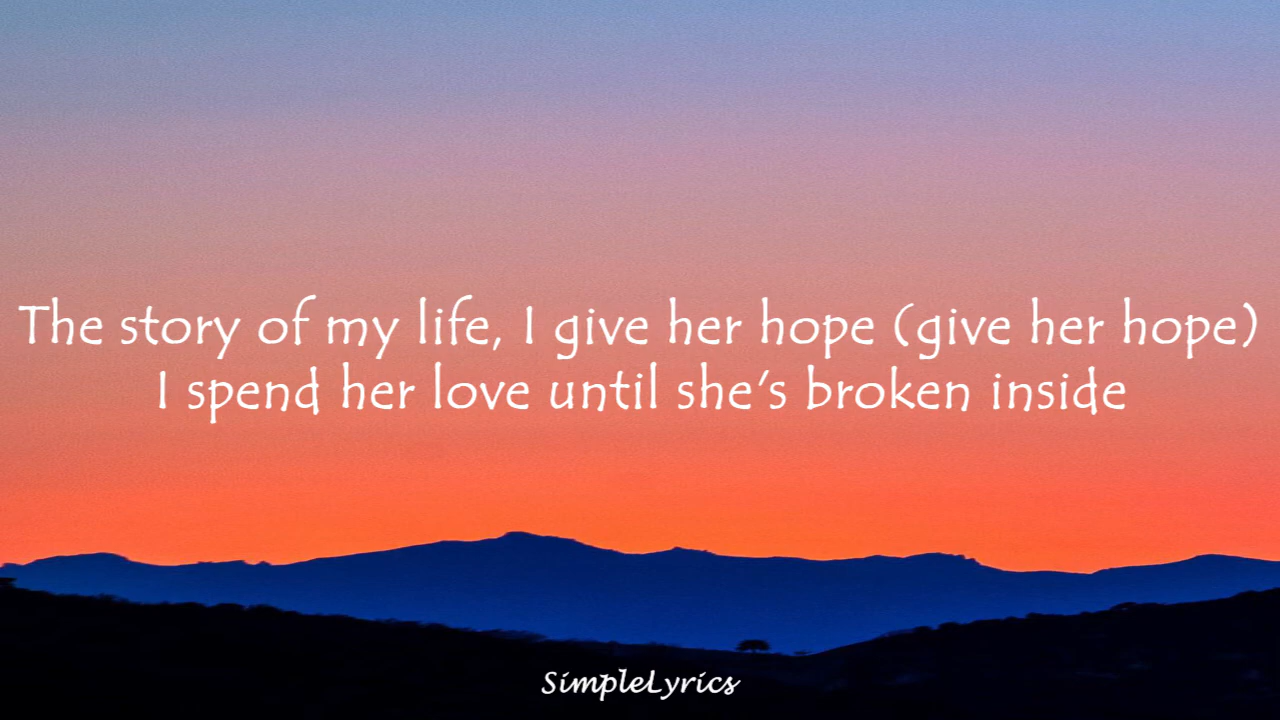 The story of my life, I give her hope (give her hope)
I spend her love until she's broken inside
SimpleLyrics